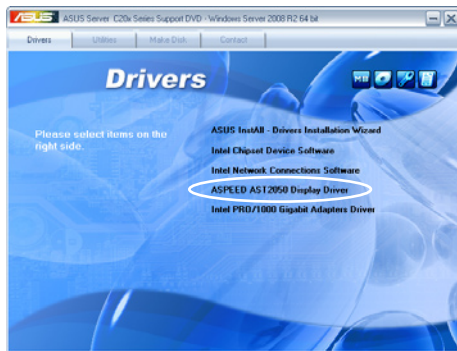 ASUS ASUS Server C20x Series Support DVD - Windows Server 2008 R2 64 bit
Drivers Utilities Make Disk Contact
Drivers
Please select items on the
right side.
ASUS InstAll - Drivers Installation Wizard
Intel Chipset Device Software
Intel Network Connections Software
ASPEED AST2050 Display Driver
Intel PRO/1000 Gigabit Adapters Driver